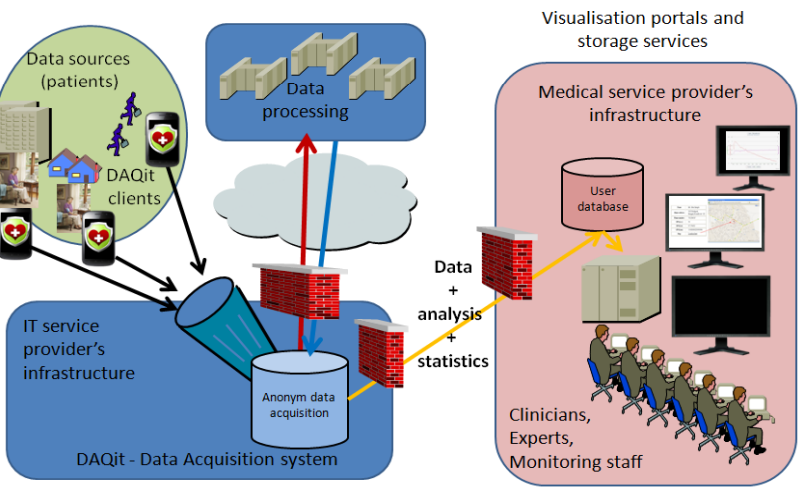 Visualisation portals and
storage services
Data sources
(patients)
DAQit
clients
Data
processing
Medical service provider's
infrastructure
User
database
Data
+
analysis
+
statistics
IT service
provider's
infrastructure
Anonym data
acquisition
DAQit - Data Acquisition system
Clinicians,
Experts,
Monitoring staff